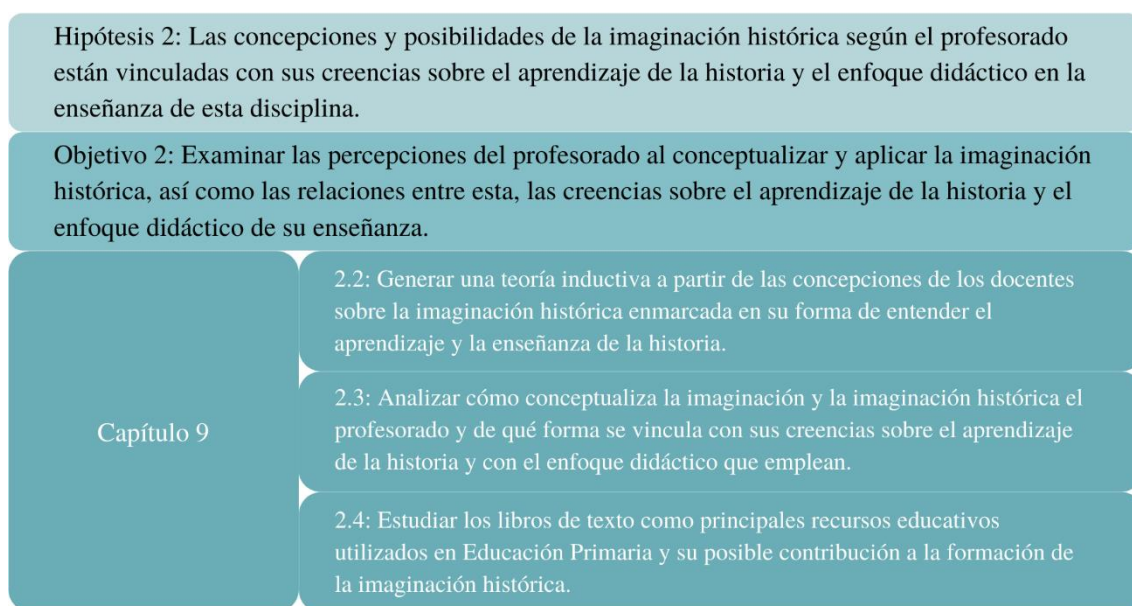 Hipótesis 2: Las concepciones y posibilidades de la imaginación histórica según el profesorado
están vinculadas con sus creencias sobre el aprendizaje de la historia y el enfoque didáctico en la
enseñanza de esta disciplina.
Objetivo 2: Examinar las percepciones del profesorado al conceptualizar y aplicar la imaginación
histórica, así como las relaciones entre esta, las creencias sobre el aprendizaje de la historia y el
enfoque didáctico de su enseñanza.
Capítulo 9
2.2: Generar una teoría inductiva a partir de las concepciones de los docentes
sobre la imaginación histórica enmarcada en su forma de entender el
aprendizaje y la enseñanza de la historia.
2.3: Analizar cómo conceptualiza la imaginación y la imaginación histórica el
profesorado y de qué forma se vincula con sus creencias sobre el aprendizaje
de la historia y con el enfoque didáctico que emplean.
2.4: Estudiar los libros de texto como principales recursos educativos
utilizados en Educación Primaria y su posible contribución a la formación de
la imaginación histórica.